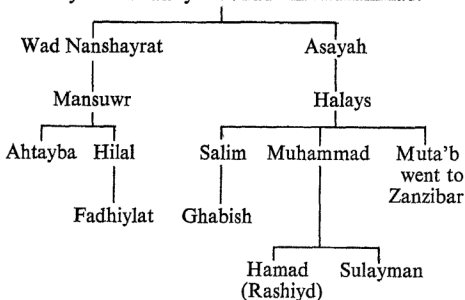 Wad Nanshayrat Asayah
Mansuwr Halays
Ahtayba Hilal Salim Muhammad Muta'b
went to
Zanzibar
Fadhiylat Ghabish
Hamad Sulayman
(Rashiyd)